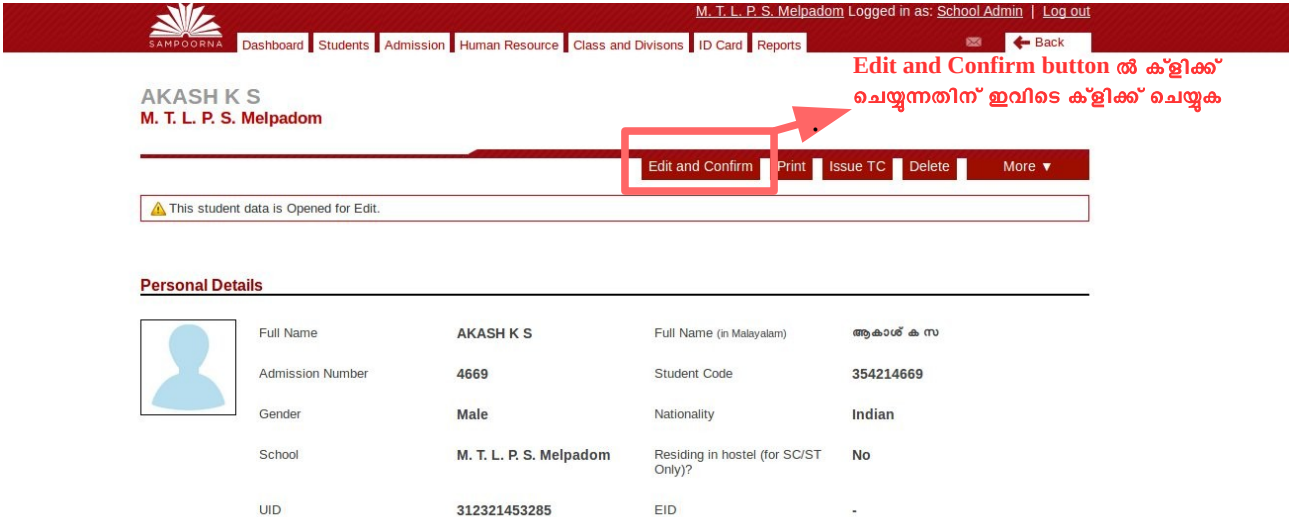 M. T. L. P. S. Melpadom Logged in as: School Admin | Log out
SAMPOORNA Dashboard Students Admission Human Resource Class and Divisons ID Card Reports Back
Edit and Confirm button ൽ ക്ളിക്ക്
ചെയ്യുന്നതിന് ഇവിടെ ക്ളിക്ക് ചെയ്യുക
.
AKASH K S
M. T. L. P. S. Melpadom
Edit and Confirm Print Issue TC Delete More ▼
This student data is Opened for Edit.
Personal Details
Full Name AKASH K S Full Name (in Malayalam) ആകാശ് ക സ
Admission Number 4669 Student Code 354214669
Gender Male Nationality Indian
School M. T. L. P. S. Melpadom Residing in hostel (for SC/ST No
Only)?
UID 312321453285 EID -